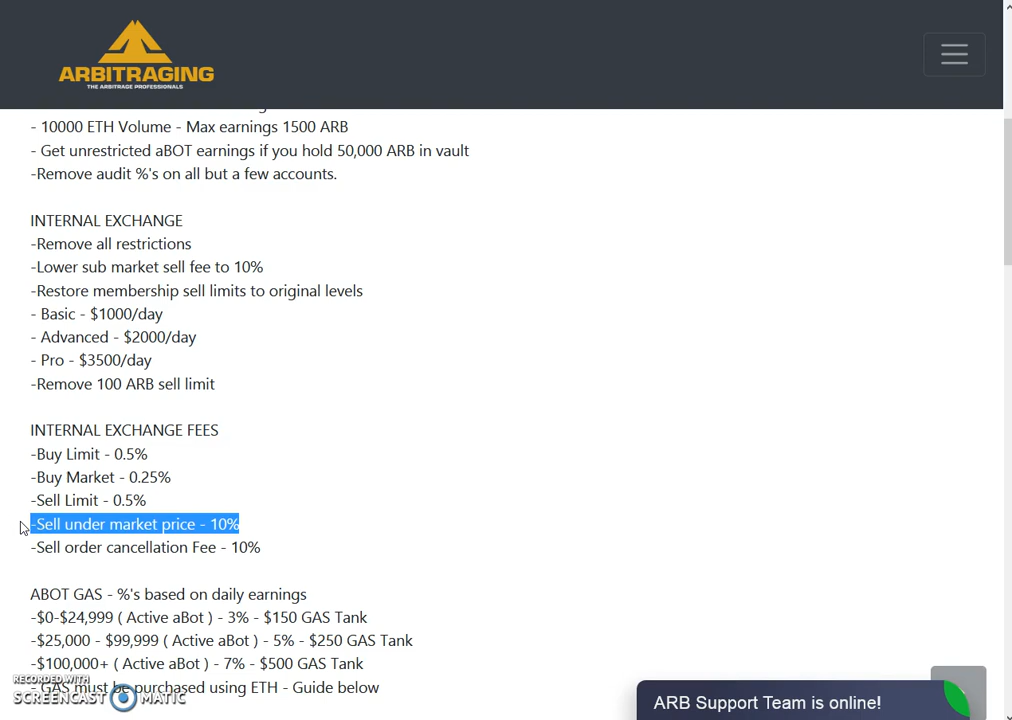 ARBITRAGING
THE ARBITRAGE PROFESSIONALS
- 10000 ETH Volume - Max earnings 1500 ARB
- Get unrestricted aBOT earnings if you hold 50,000 ARB in vault
-Remove audit %'s on all but a few accounts.
INTERNAL EXCHANGE
-Remove all restrictions
-Lower sub market sell fee to 10%
-Restore membership sell limits to original levels
- Basic - $1000/day
- Advanced - $2000/day
- Pro - $3500/day
-Remove 100 ARB sell limit
INTERNAL EXCHANGE FEES
-Buy Limit - 0.5%
-Buy Market - 0.25%
-Sell Limit - 0.5%
-Sell under market price - 10%
-Sell order cancellation Fee - 10%
ABOT GAS - %'s based on daily earnings
-$0-$24,999 ( Active aBot ) - 3% - $150 GAS Tank
-$25,000 - $99,999 ( Active aBot ) - 5% - $250 GAS Tank
-$100,000+ ( Active aBot ) - 7% - $500 GAS Tank
- GAS must be purchased using ETH - Guide below
RECORDED WITH
SCREENCAST MATIC
ARB Support Team is online!